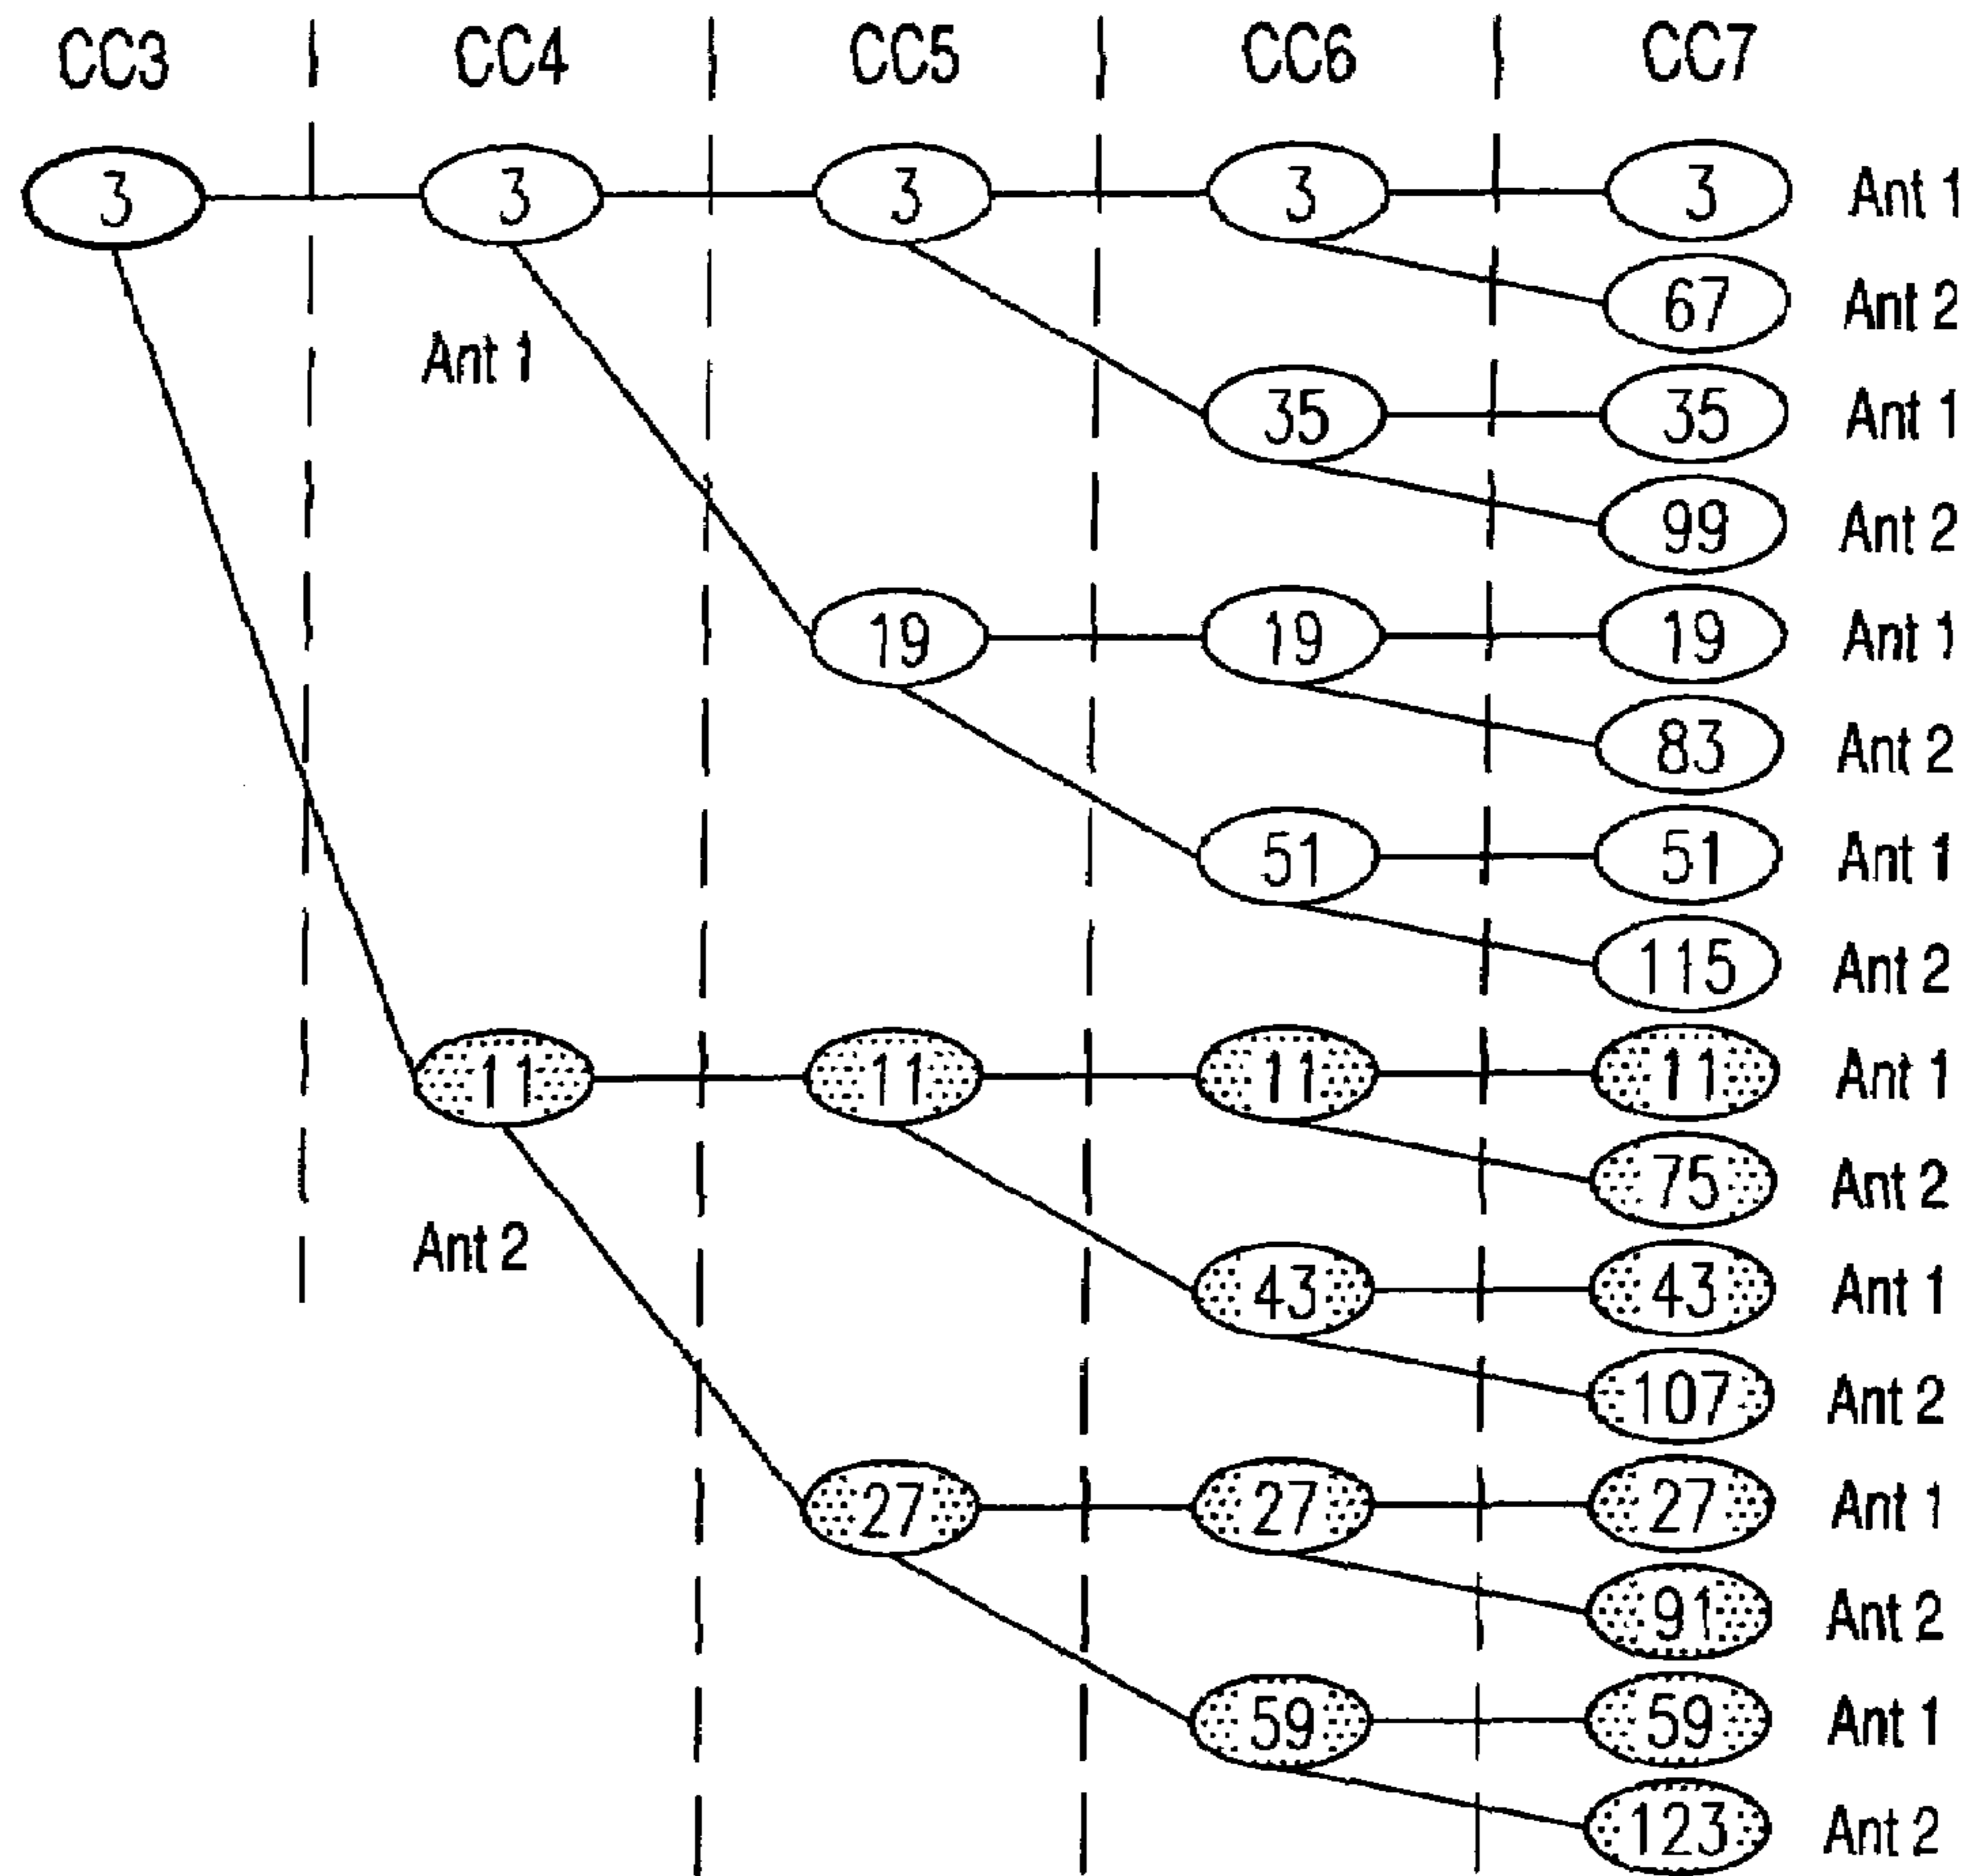 CC3 CC4 CC5 CC6 CC7
3 3 3 3 3 Ant 1
67 Ant 2
Ant 1
35 35 Ant 1
99 Ant 2
19 19 19 Ant 1
83 Ant 2
51 51 Ant 1
115 Ant 2
11 11 11 11 Ant 1
75 Ant 2
Ant 2
43 43 Ant 1
107 Ant 2
27 27 27 Ant 1
91 Ant 2
59 59 Ant 1
123 Ant 2